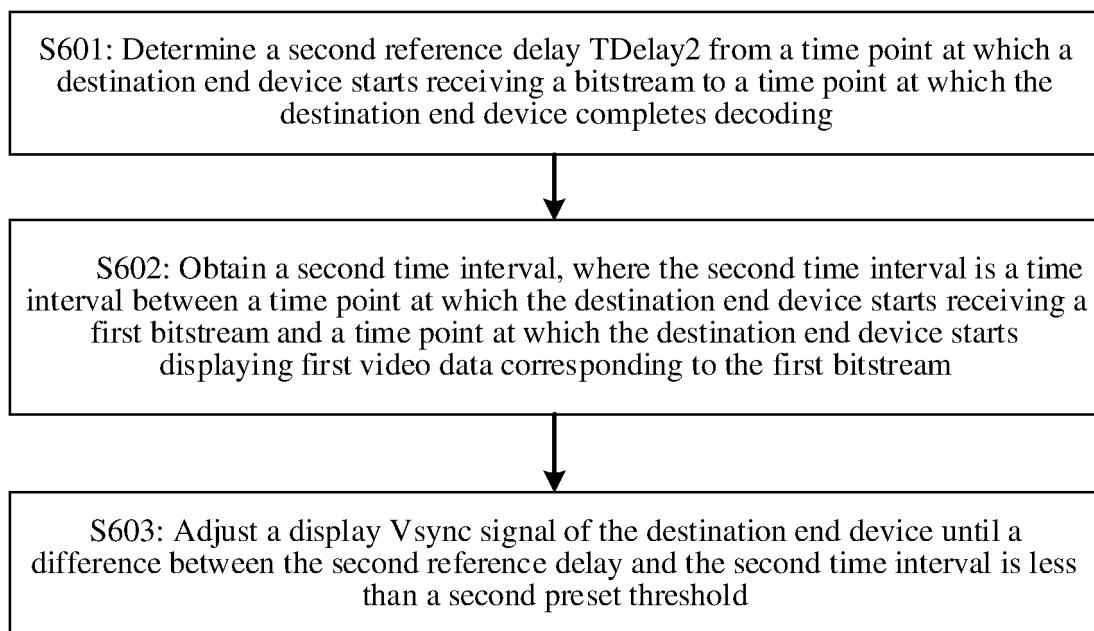 S601: Determine a second reference delay TDelay2 from a time point at which a
destination end device starts receiving a bitstream to a time point at which the
destination end device completes decoding
S602: Obtain a second time interval, where the second time interval is a time
interval between a time point at which the destination end device starts receiving a
first bitstream and a time point at which the destination end device starts
displaying first video data corresponding to the first bitstream
S603: Adjust a display Vsync signal of the destination end device until a
difference between the second reference delay and the second time interval is less
than a second preset threshold